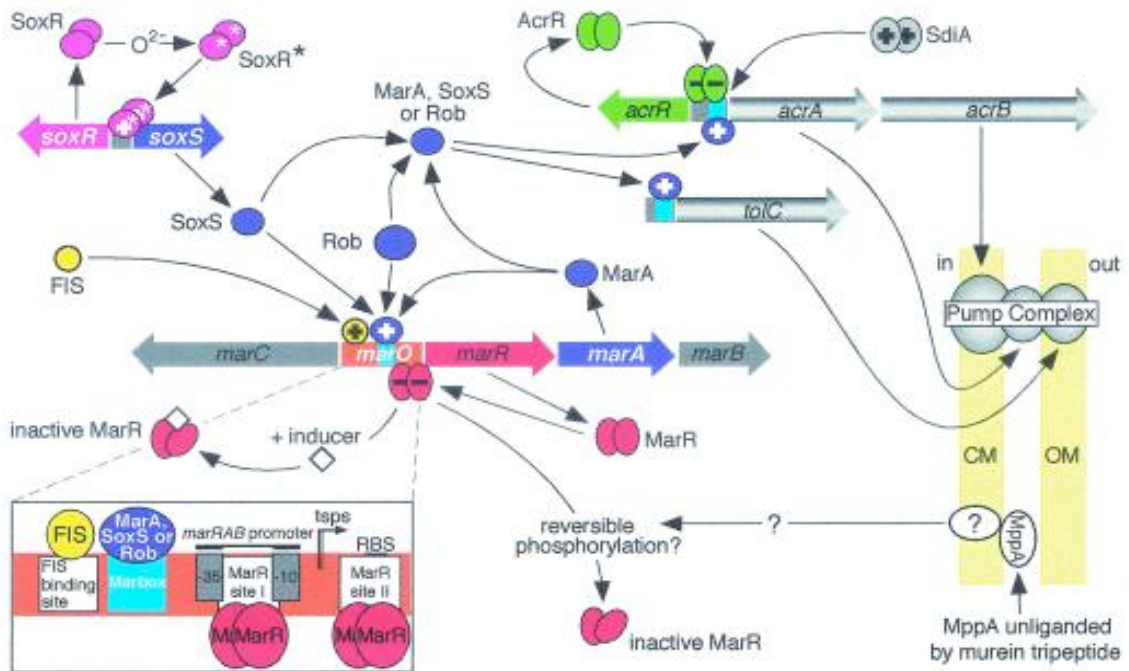 SoxR
O2-
SoxR*
soxR
soxS
AcrR
SdiA
acrR
acrA
acrB
MarA, SoxS
or Rob
tolC
SoxS
Rob
FIS
MarA
in
out
Pump Complex
marC
marO
marR
marA
marB
inactive MarR
+ inducer
MarR
CM
OM
reversible
phosphorylation?
?
?
MppA
inactive MarR
MppA unliganded
by murein tripeptide
FIS
MarA,
SoxS or
Rob
marRAB promoter
tsps
RBS
FIS
binding
site
Marbox
-35
MarR
site I
-10
MarR
site II
MarR
MarR